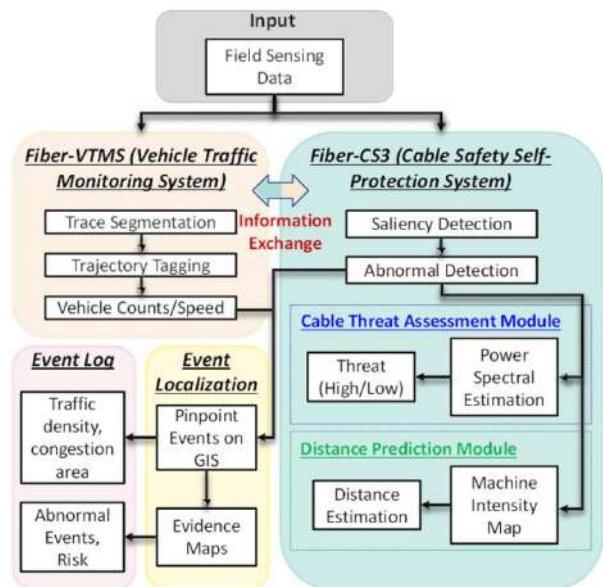 Input
Field Sensing
Data
Fiber-VTMS (Vehicle Traffic
Monitoring System)
Trace Segmentation
Trajectory Tagging
Vehicle Counts/Speed
Information
Exchange
Fiber-CS3 (Cable Safety Self-
Protection System)
Saliency Detection
Abnormal Detection
Cable Threat Assessment Module
Threat
(High/Low)
Power
Spectral
Estimation
Distance Prediction Module
Distance
Estimation
Machine
Intensity
Map
Event Log
Traffic
density,
congestion
area
Abnormal
Events,
Risk
Event
Localization
Pinpoint
Events on
GIS
Evidence
Maps